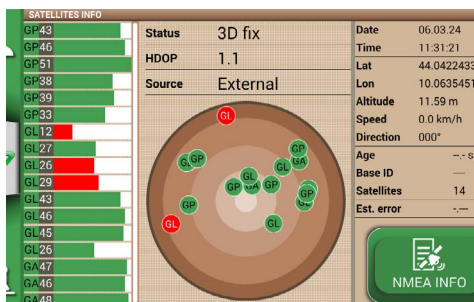 SATELLITES INFO
GP43
GP46
GP51
GP38
GP39
GP33
GL12
GL27
GL26
GL29
GL43
GL46
GL45
GL26
GA47
GA46
GA48
Status 3D fix
HDOP 1.1
Source External
GL
GP
GA
GP
GL
GL
GP
GA
GP
GP
GP
GP
GL
GL
Date 06.03.24
Time 11:31:21
Lat 44.0422433
Lon 10.0635451
Altitude 11.59 m
Speed 0.0 km/h
Direction 000°
Age -.- s
Base ID ---
Satellites 14
Est. error -.--
NMEA INFO